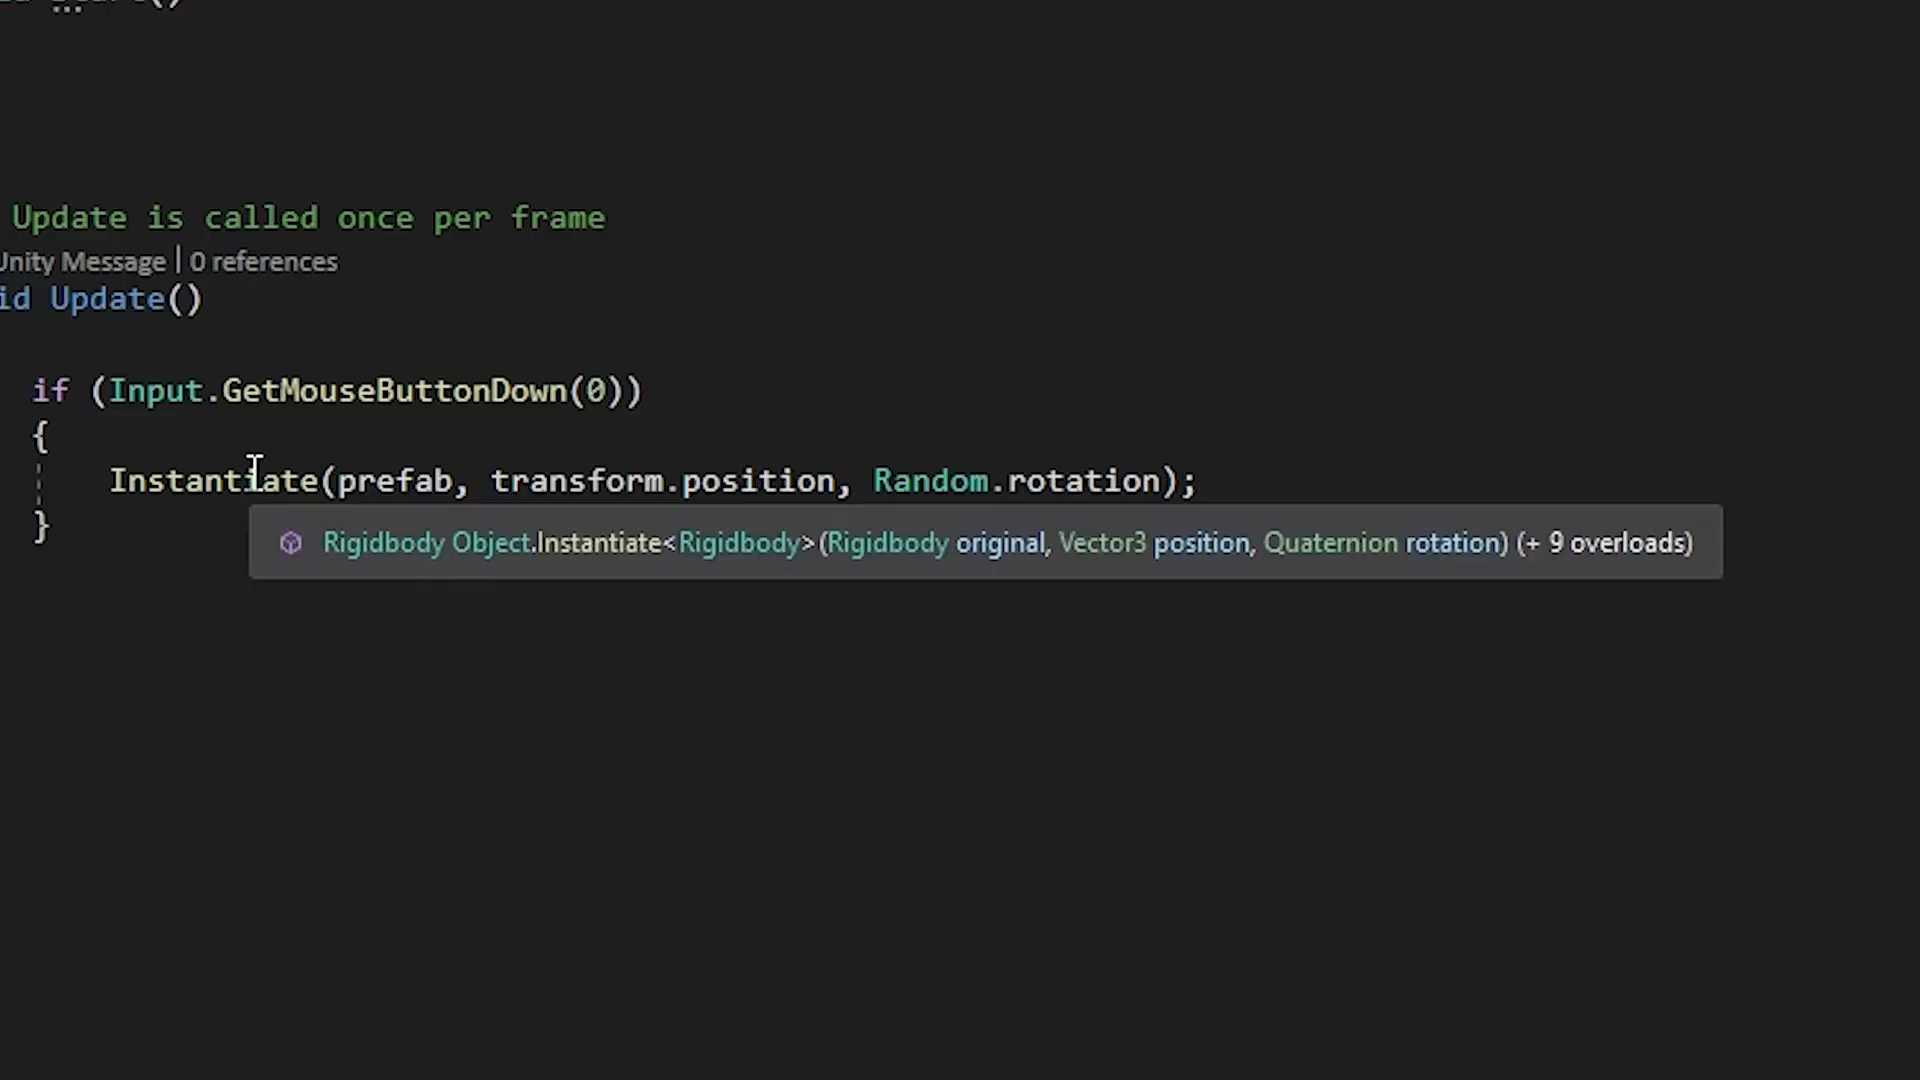 Update is called once per frame
Unity Message | 0 references
id Update()
if (Input.GetMouseButtonDown(0))
{
Instantiate(prefab, transform.position, Random.rotation);
}
Rigidbody Object.Instantiate<Rigidbody>(Rigidbody original, Vector3 position, Quaternion rotation) (+ 9 overloads)